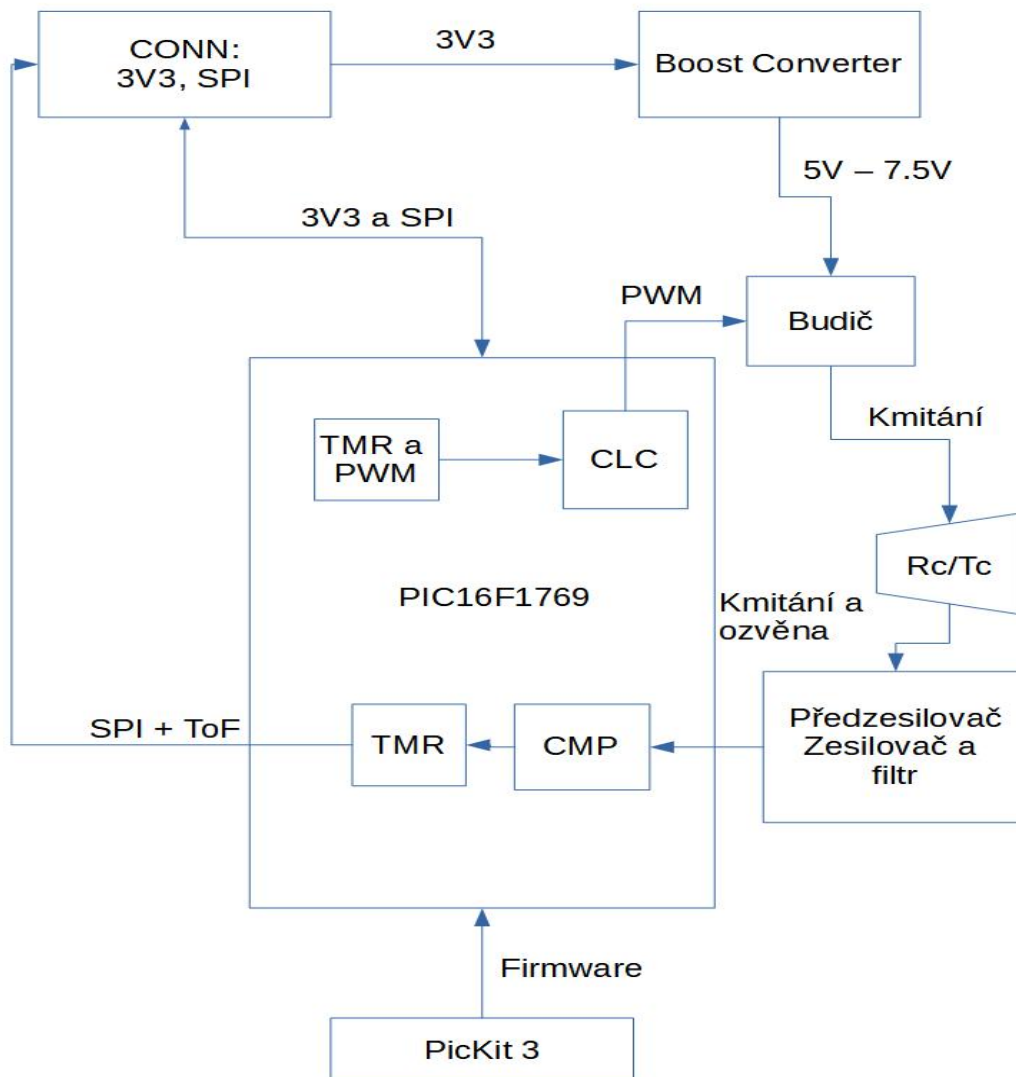 CONN:
3V3, SPI
3V3
Boost Converter
5V – 7.5V
3V3 a SPI
PWM
Budič
Kmitání
TMR a
PWM
CLC
Rc/Tc
PIC16F1769
Kmitání a
ozvěna
Předzesilovač
Zesilovač a
filtr
SPI + ToF
TMR
CMP
Firmware
PicKit 3